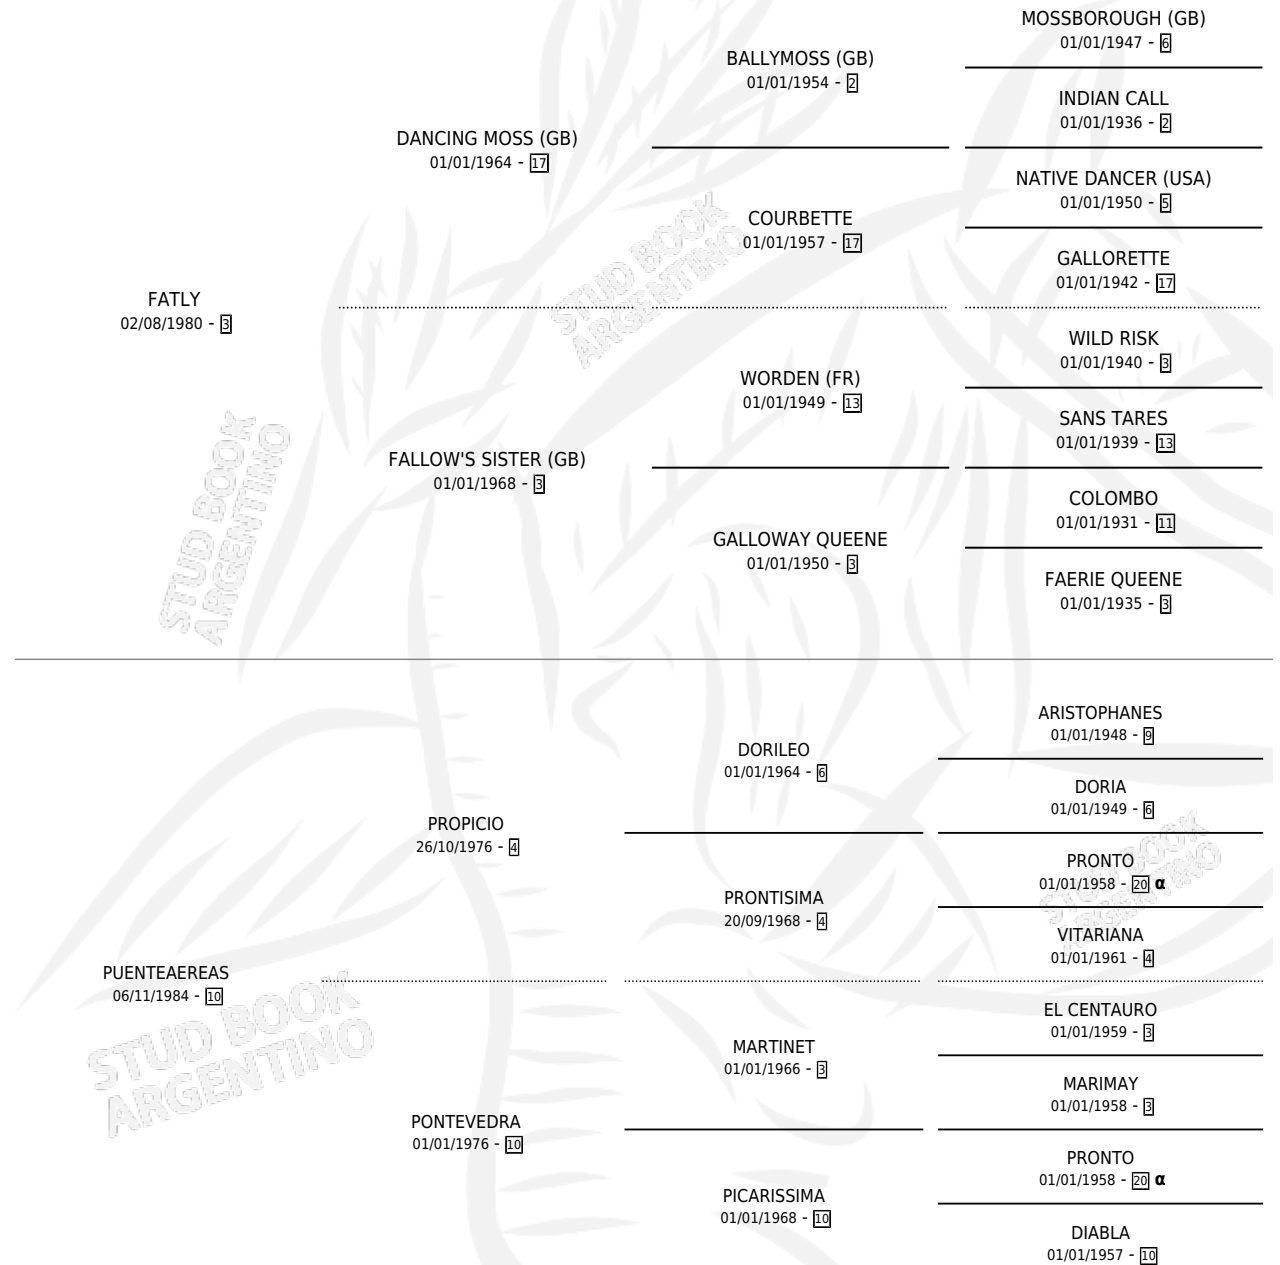 MOSSBOROUGH (GB)
01/01/1947 - 6
BALLYMOSS (GB)
01/01/1954 - 2
INDIAN CALL
01/01/1936 - 2
DANCING MOSS (GB)
01/01/1964 - 17
NATIVE DANCER (USA)
01/01/1950 - 5
COURBETTE
01/01/1957 - 17
GALLORETTE
01/01/1942 - 17
FATLY
02/08/1980 - 3
WILD RISK
01/01/1940 - 3
WORDEN (FR)
01/01/1949 - 13
SANS TARES
01/01/1939 - 13
FALLOW'S SISTER (GB)
01/01/1968 - 3
COLOMBO
01/01/1931 - 11
GALLOWAY QUEENE
01/01/1950 - 3
FAERIE QUEENE
01/01/1935 - 3
STUD BOOK
ARGENTINO
STUD BOOK
ARGENTINO
ARISTOPHANES
01/01/1948 - 9
DORILEO
01/01/1964 - 6
DORIA
01/01/1949 - 6
PROPICIO
26/10/1976 - 4
PRONTO
01/01/1958 - 20 α
PRONTISIMA
20/09/1968 - 4
VITARIANA
01/01/1961 - 4
PUENTEAEREAS
06/11/1984 - 10
EL CENTAURO
01/01/1959 - 3
MARTINET
01/01/1966 - 3
MARIMAY
01/01/1958 - 3
PONTEVEDRA
01/01/1976 - 10
PRONTO
01/01/1958 - 20 α
PICARISSIMA
01/01/1968 - 10
DIABLA
01/01/1957 - 10
STUD BOOK
ARGENTINO
STUD BOOK
ARGENTINO